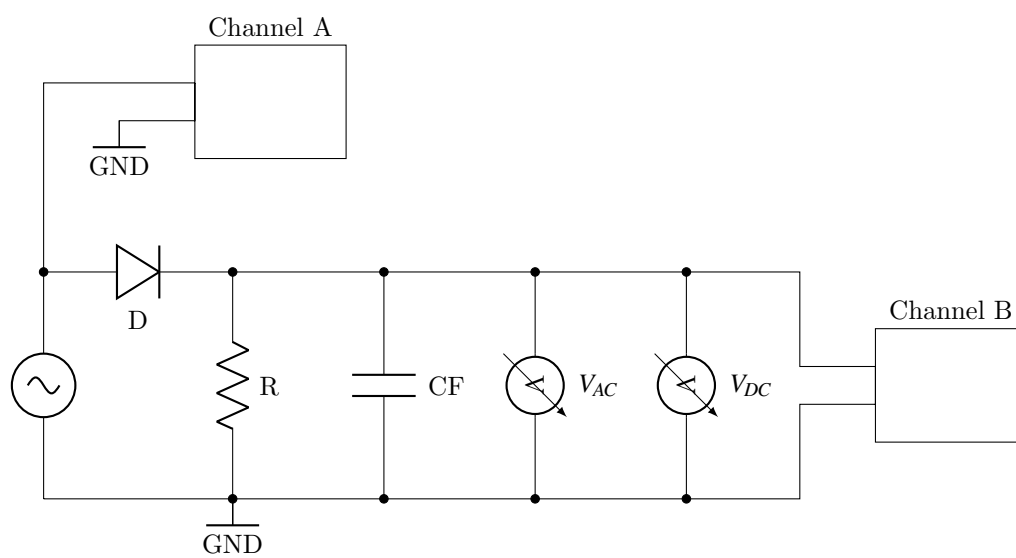 Channel A
GND
D
R
CF
V
V_AC
V
V_DC
Channel B
GND